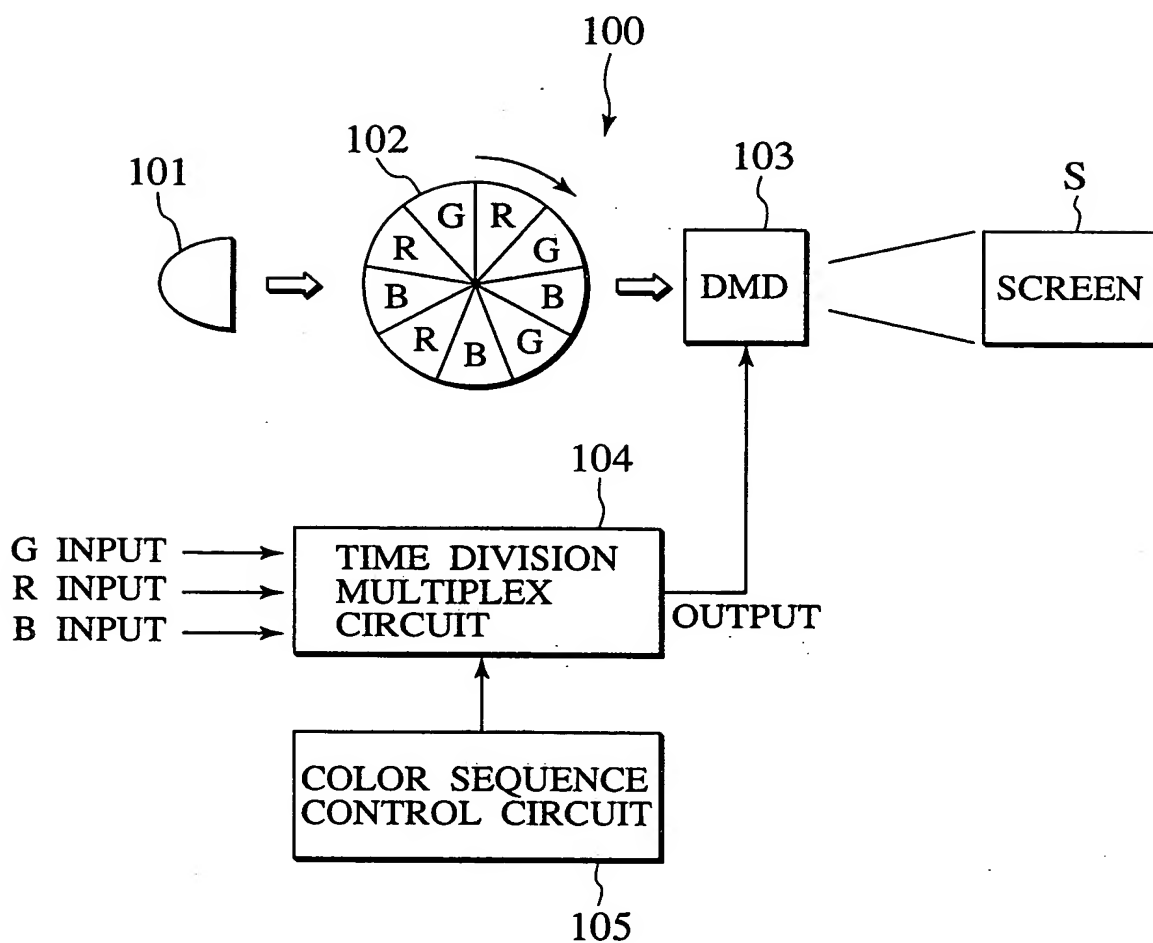 100
102
101
103
S
G
R
R
G
B
B
R
G
B
DMD
SCREEN
104
G INPUT
R INPUT
B INPUT
TIME DIVISION
MULTIPLEX
CIRCUIT
OUTPUT
COLOR SEQUENCE
CONTROL CIRCUIT
105